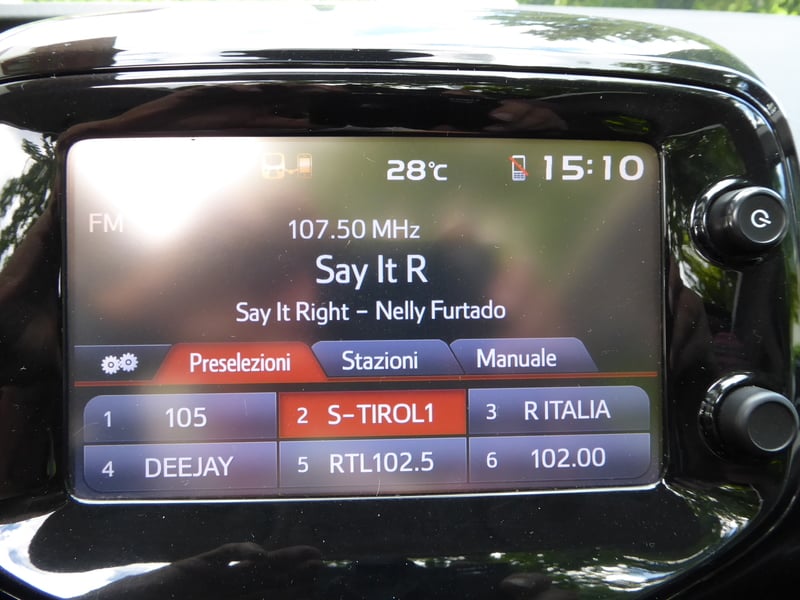 28°C 15:10
FM
107.50 MHz
Say It R
Say It Right - Nelly Furtado
Preselezioni Stazioni Manuale
1 105 2 S-TIROL1 3 R ITALIA
4 DEEJAY 5 RTL102.5 6 102.00